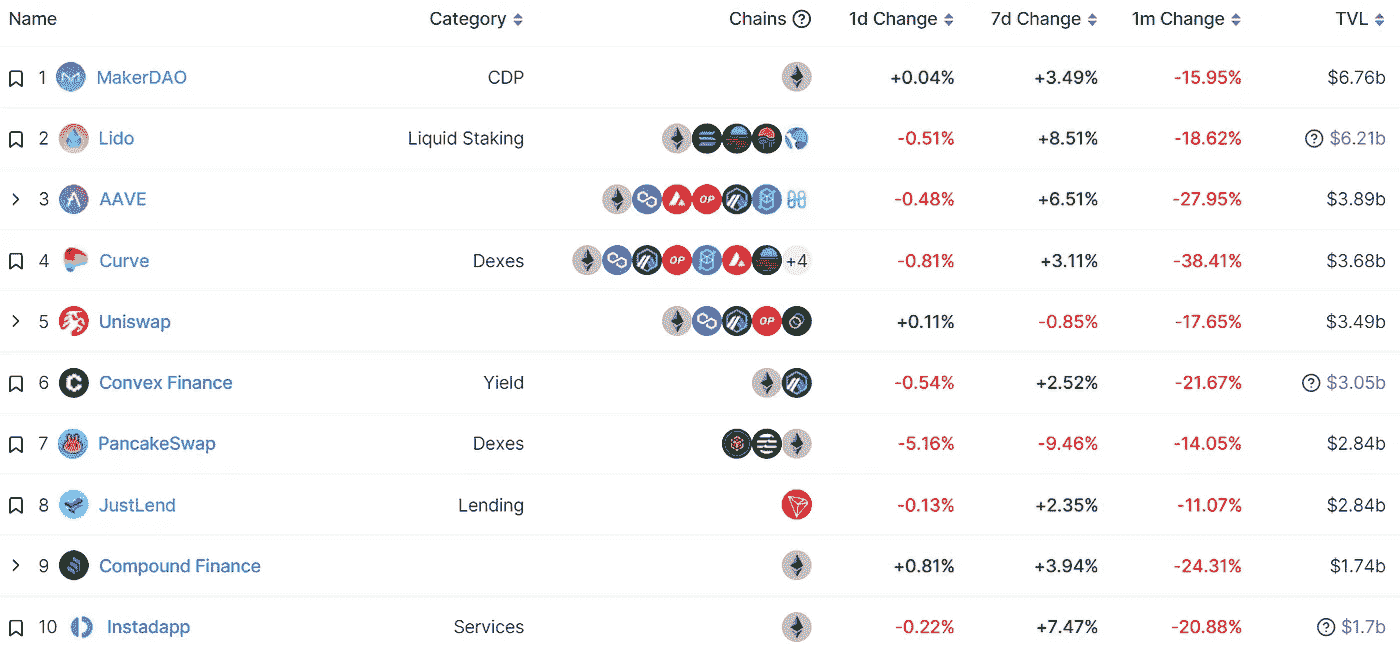 Name Category Chains ? 1d Change 7d Change 1m Change TVL
1 MakerDAO CDP +0.04% +3.49% -15.95% $6.76b
2 Lido Liquid Staking -0.51% +8.51% -18.62% ? $6.21b
3 AAVE OP -0.48% +6.51% -27.95% $3.89b
4 Curve Dexes OP +4 -0.81% +3.11% -38.41% $3.68b
5 Uniswap OP +0.11% -0.85% -17.65% $3.49b
6 Convex Finance Yield -0.54% +2.52% -21.67% ? $3.05b
7 PancakeSwap Dexes -5.16% -9.46% -14.05% $2.84b
8 JustLend Lending -0.13% +2.35% -11.07% $2.84b
9 Compound Finance +0.81% +3.94% -24.31% $1.74b
10 Instadapp Services -0.22% +7.47% -20.88% ? $1.7b